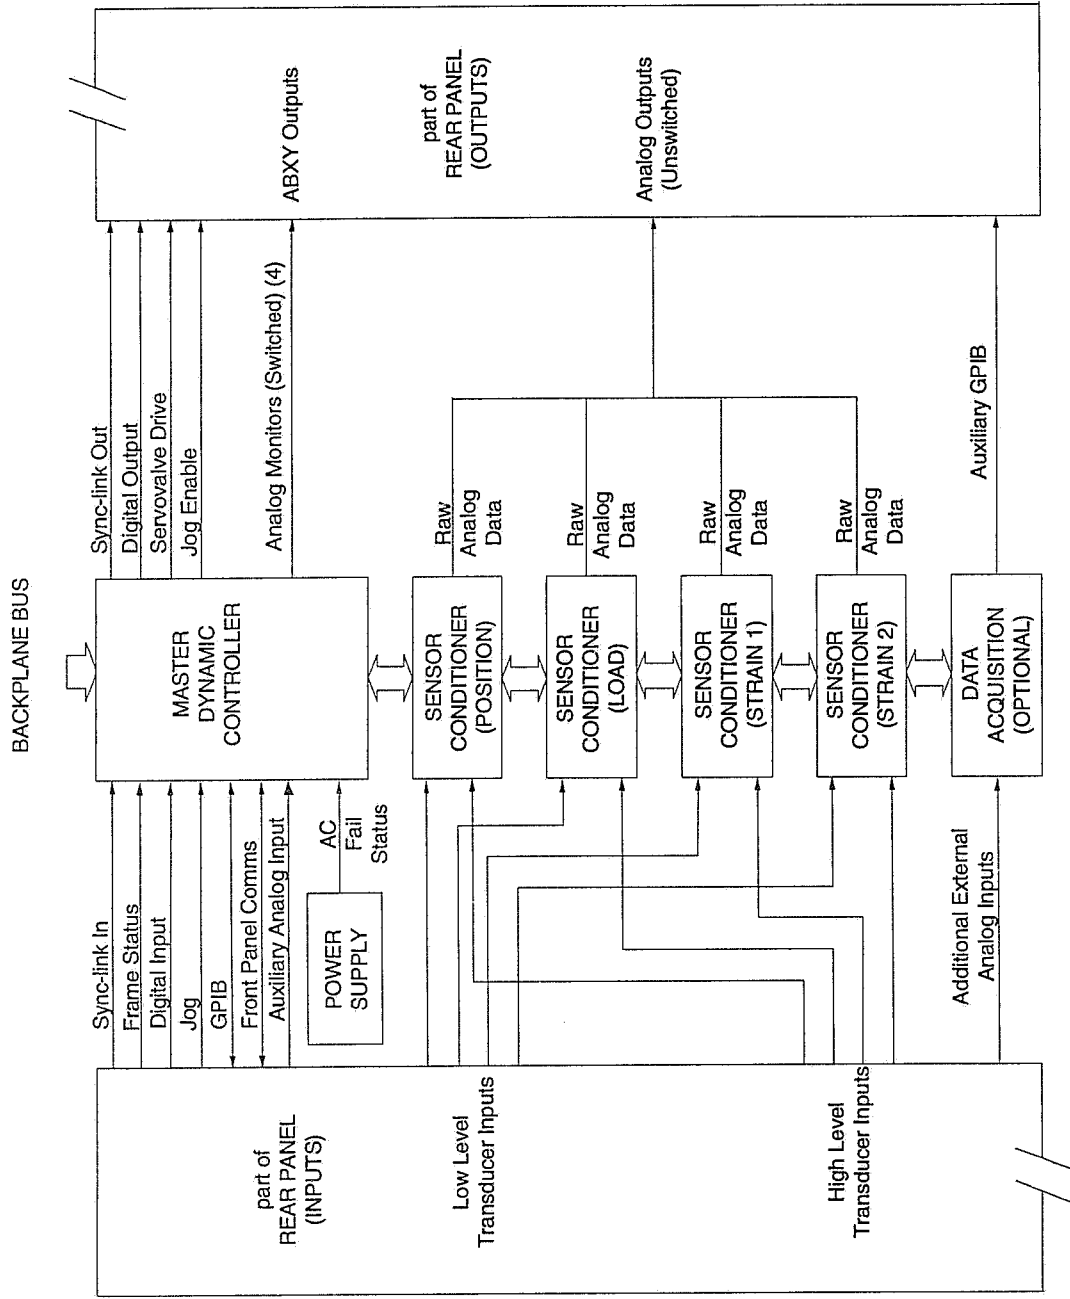 BACKPLANE BUS
part of
REAR PANEL
(INPUTS)
Low Level
Transducer Inputs
High Level
Transducer Inputs
Sync-link In
Frame Status
Digital Input
Jog
GPIB
Front Panel Comms
Auxiliary Analog Input
POWER
SUPPLY
AC
Fail
Status
Additional External
Analog Inputs
MASTER
DYNAMIC
CONTROLLER
SENSOR
CONDITIONER
(POSITION)
SENSOR
CONDITIONER
(LOAD)
SENSOR
CONDITIONER
(STRAIN 1)
SENSOR
CONDITIONER
(STRAIN 2)
DATA
ACQUISITION
(OPTIONAL)
Sync-link Out
Digital Output
Servovalve Drive
Jog Enable
Analog Monitors (Switched) (4)
Raw
Analog
Data
Raw
Analog
Data
Raw
Analog
Data
Raw
Analog
Data
Auxiliary GPIB
ABXY Outputs
part of
REAR PANEL
(OUTPUTS)
Analog Outputs
(Unswitched)